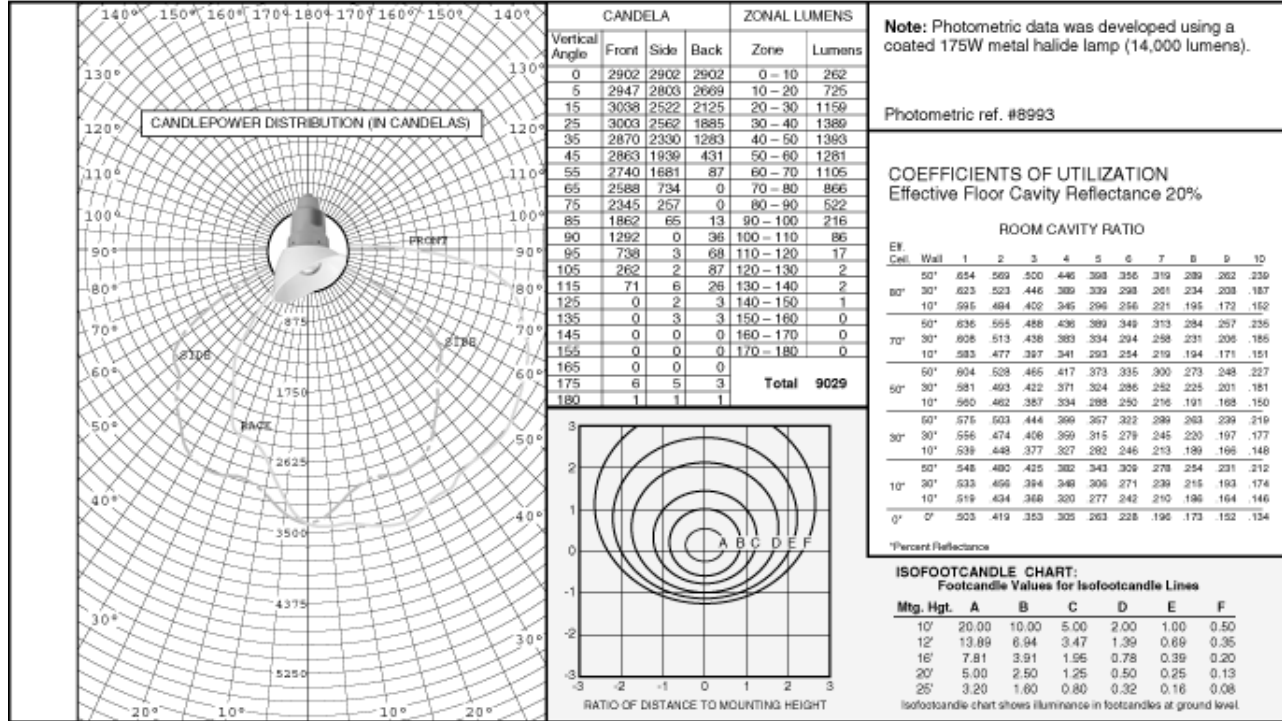 140° 150° 160° 170° 180° 170° 160° 150° 140°
130° 130°
CANDLEPOWER DISTRIBUTION (IN CANDELAS)
120° 120°
110° 110°
100° 100°
FRONT
90° 90°
80° 80°
875
70° 70°
SIDE SIDE
60° 60°
1750
BACK
50° 50°
2625
40° 40°
3500
4375
30° 30°
5250
20° 10° 10° 20°
CANDELA ZONAL LUMENS
Vertical Angle Front Side Back Zone Lumens
0 2902 2902 2902 0 – 10 262
5 2947 2803 2669 10 – 20 725
15 3038 2522 2125 20 – 30 1159
25 3003 2562 1885 30 – 40 1389
35 2870 2330 1283 40 – 50 1393
45 2863 1939 431 50 – 60 1281
55 2740 1681 87 60 – 70 1105
65 2588 734 0 70 – 80 866
75 2345 257 0 80 – 90 522
85 1862 65 13 90 – 100 216
90 1292 0 36 100 – 110 86
95 738 3 68 110 – 120 17
105 262 2 87 120 – 130 2
115 71 6 26 130 – 140 2
125 0 2 3 140 – 150 1
135 0 3 3 150 – 160 0
145 0 0 0 160 – 170 0
155 0 0 0 170 – 180 0
165 0 0 0
175 6 5 3 Total 9029
180 1 1 1
3
2
1
0 A B C D E F
-1
-2
-3
-3 -2 -1 0 1 2 3
RATIO OF DISTANCE TO MOUNTING HEIGHT
Note: Photometric data was developed using a
coated 175W metal halide lamp (14,000 lumens).
Photometric ref. #8993
COEFFICIENTS OF UTILIZATION
Effective Floor Cavity Reflectance 20%
ROOM CAVITY RATIO
Eff.
Ceil. Wall 1 2 3 4 5 6 7 8 9 10
50* .654 .569 .500 .446 .398 .356 .319 .289 .262 .239
80* 30* .623 .523 .446 .389 .339 .298 .261 .234 .208 .187
10* .595 .484 .402 .345 .296 .256 .221 .195 .172 .152
50* .636 .555 .488 .436 .389 .349 .313 .284 .257 .235
70* 30* .608 .513 .438 .383 .334 .294 .258 .231 .206 .185
10* .583 .477 .397 .341 .293 .254 .219 .194 .171 .151
50* .604 .528 .465 .417 .373 .335 .300 .273 .248 .227
50* 30* .581 .493 .422 .371 .324 .286 .252 .225 .201 .181
10* .560 .462 .387 .334 .288 .250 .216 .191 .168 .150
50* .575 .503 .444 .399 .357 .322 .289 .263 .239 .219
30* 30* .556 .474 .408 .359 .315 .279 .245 .220 .197 .177
10* .539 .448 .377 .327 .282 .246 .213 .189 .166 .148
50* .548 .480 .425 .382 .343 .309 .278 .254 .231 .212
10* 30* .533 .456 .394 .348 .306 .271 .239 .215 .193 .174
10* .519 .434 .368 .320 .277 .242 .210 .186 .164 .146
0* 0* .503 .419 .353 .305 .263 .228 .196 .173 .152 .134
*Percent Reflectance
ISOFOOTCANDLE CHART:
Footcandle Values for Isofootcandle Lines
Mtg. Hgt. A B C D E F
10' 20.00 10.00 5.00 2.00 1.00 0.50
12' 13.89 6.94 3.47 1.39 0.69 0.35
16' 7.81 3.91 1.95 0.78 0.39 0.20
20' 5.00 2.50 1.25 0.50 0.25 0.13
25' 3.20 1.60 0.80 0.32 0.16 0.08
Isofootcandle chart shows illuminance in footcandles at ground level.